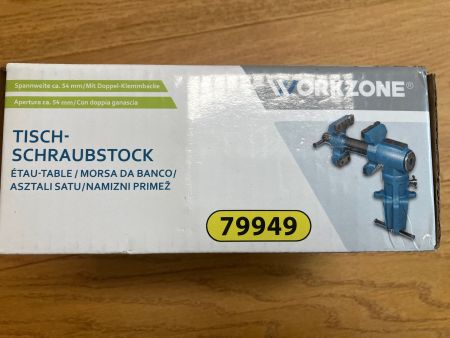 Spannweite ca. 54 mm/Mit Doppel-Klemmbacke
Apertura ca. 54 mm/Con doppia ganascia
WORKZONE®
TISCH-
SCHRAUBSTOCK
ÉTAU-TABLE/MORSA DA BANCO/
ASZTALI SATU/NAMIZNI PRIMEŽ
79949